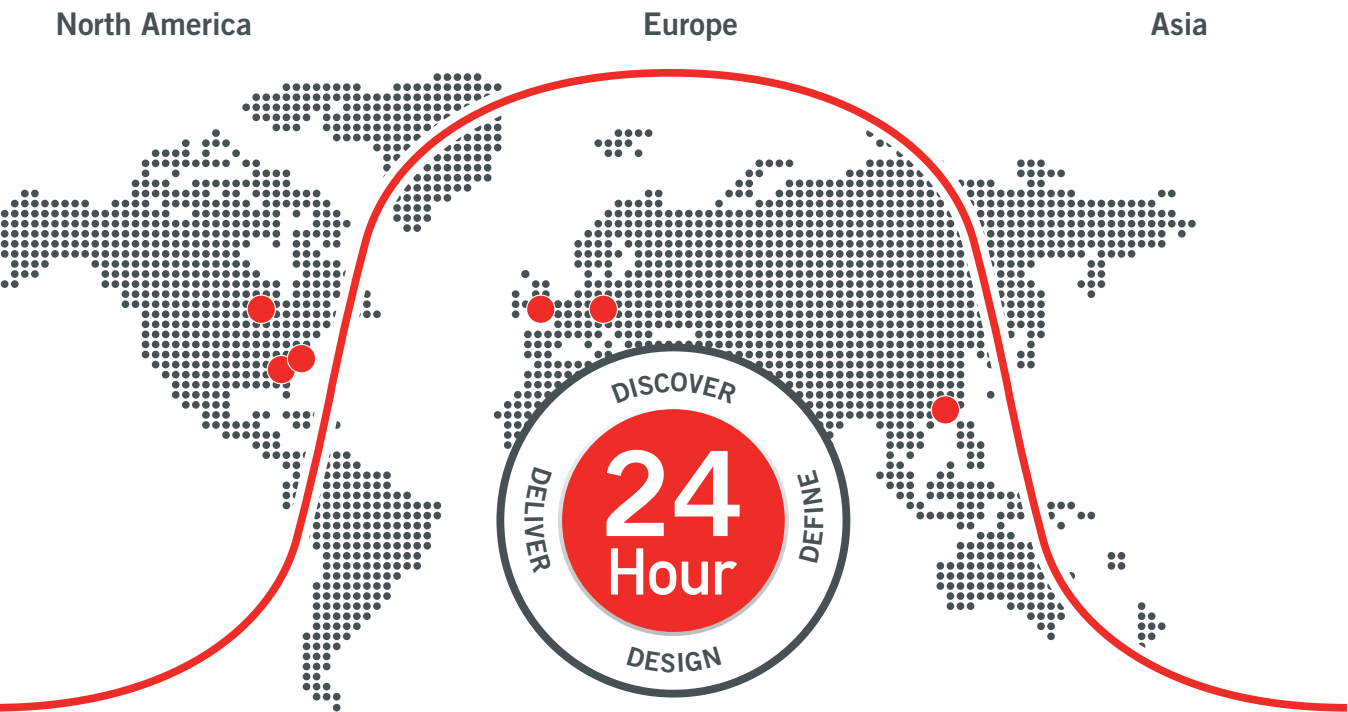 North America
Europe
Asia
DISCOVER
DEFINE
DESIGN
DELIVER
24
Hour